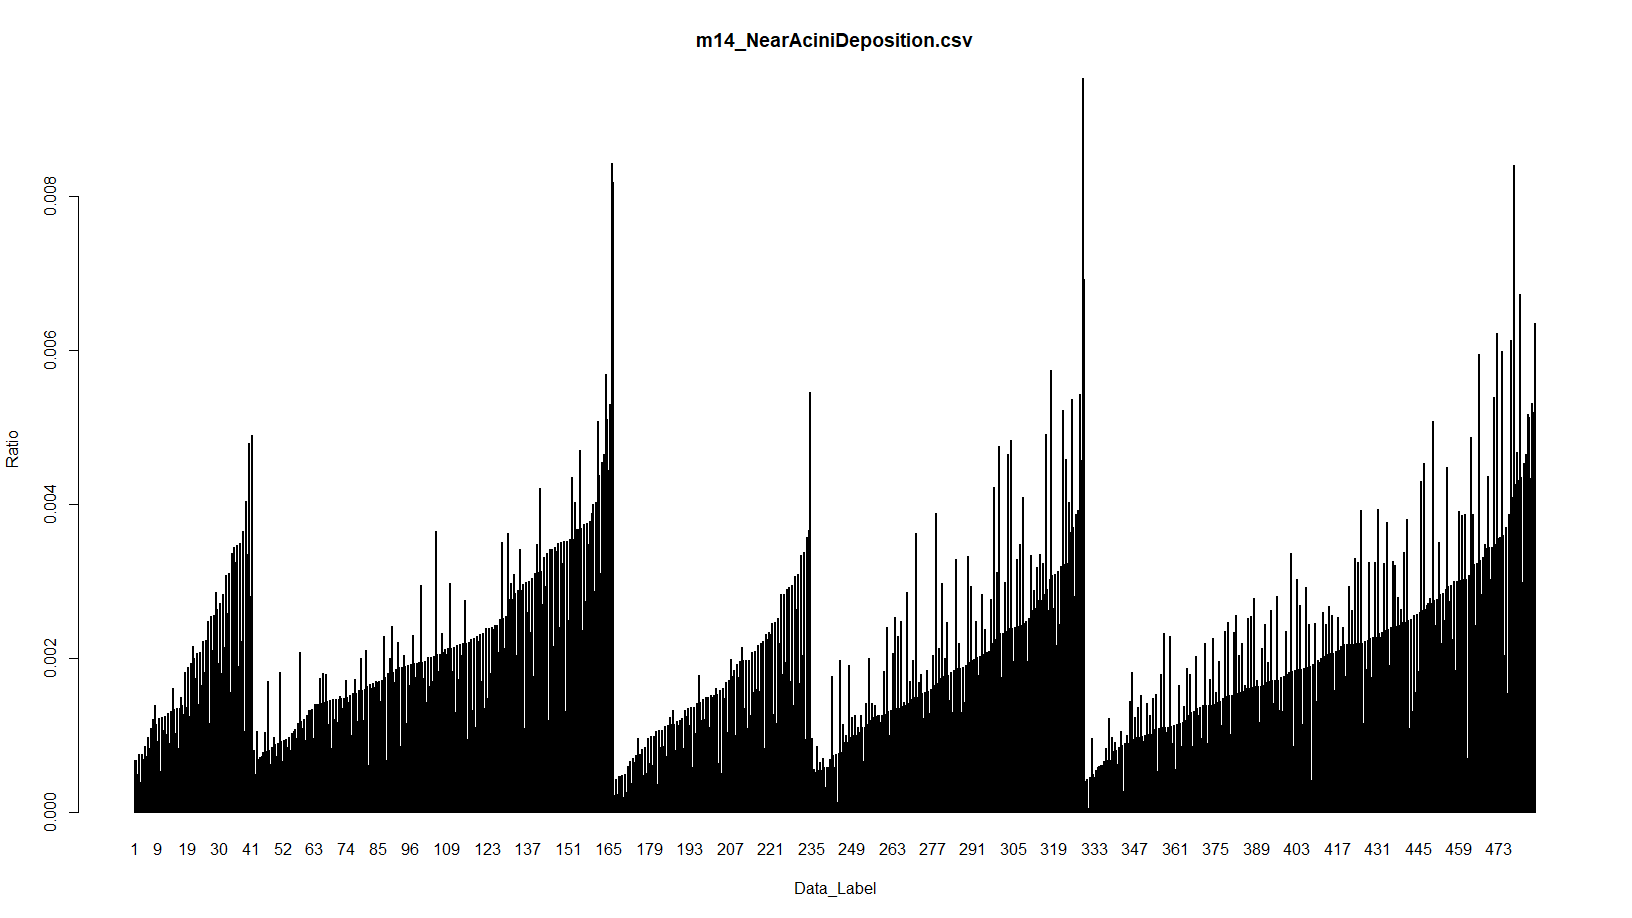 m14_NearAciniDeposition.csv
0.008
0.006
0.004
0.002
0.000
Ratio
1 9 19 30 41 52 63 74 85 96 109 123 137 151 165 179 193 207 221 235 249 263 277 291 305 319 333 347 361 375 389 403 417 431 445 459 473
Data_Label